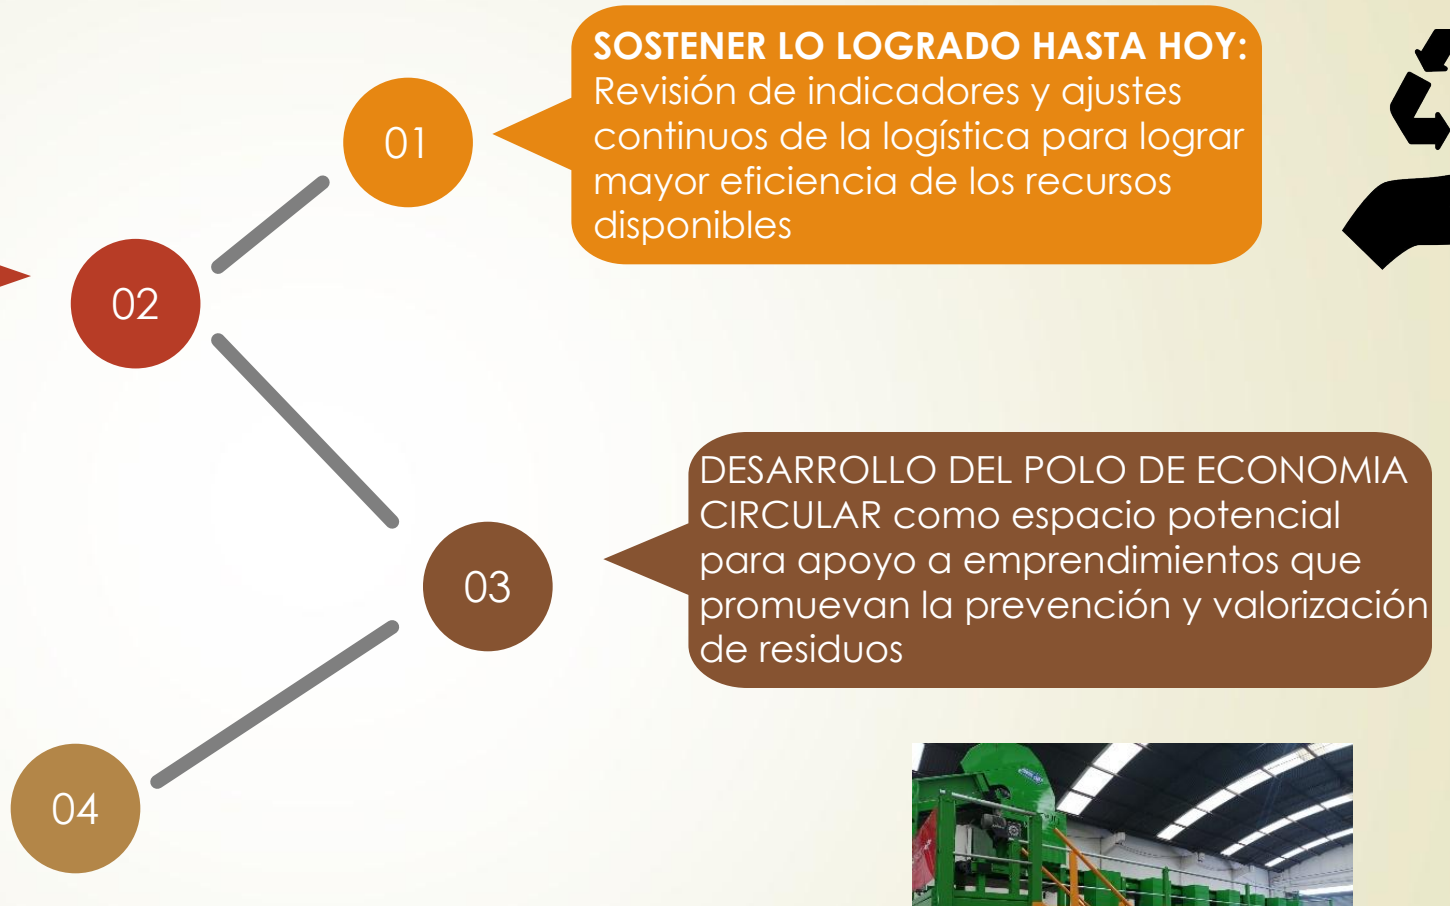 01
SOSTENER LO LOGRADO HASTA HOY:
Revisión de indicadores y ajustes
continuos de la logística para lograr
mayor eficiencia de los recursos
disponibles
02
03
DESARROLLO DEL POLO DE ECONOMIA
CIRCULAR como espacio potencial
para apoyo a emprendimientos que
promuevan la prevención y valorización
de residuos
04